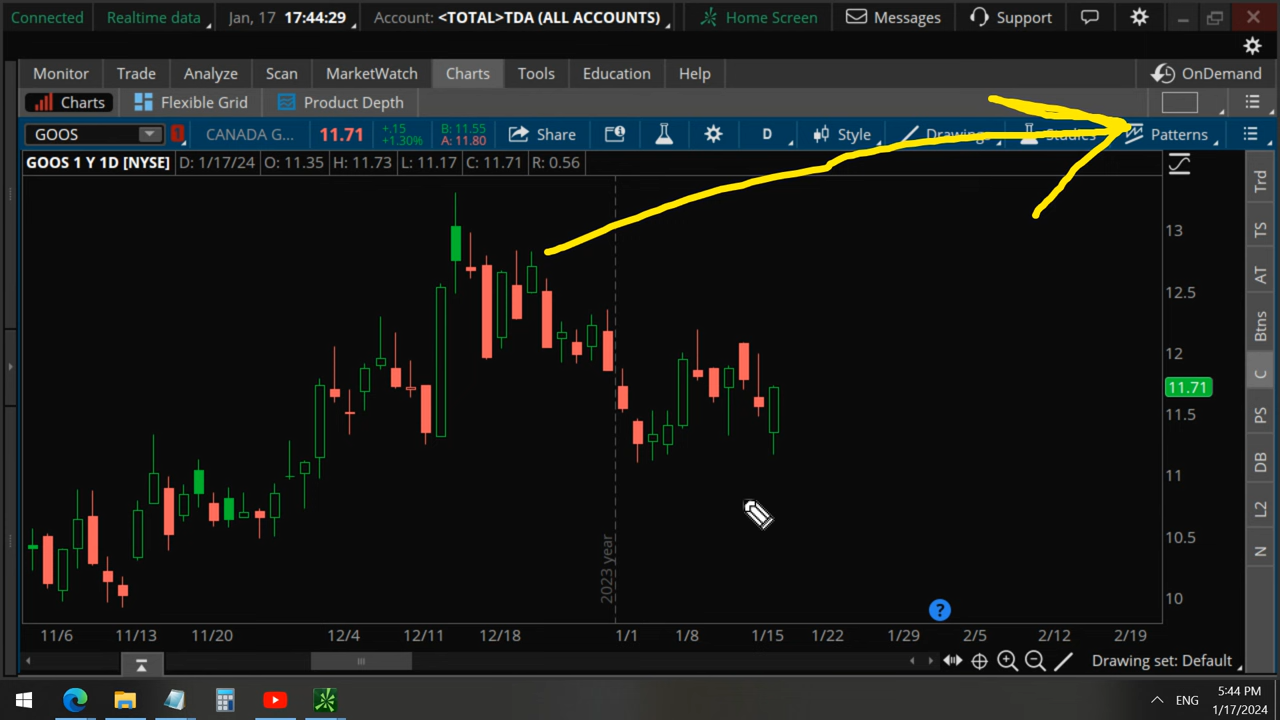 Connected Realtime data Jan, 17 17:44:29 Account: <TOTAL>TDA (ALL ACCOUNTS) Home Screen Messages Support
Monitor Trade Analyze Scan MarketWatch Charts Tools Education Help OnDemand
Charts Flexible Grid Product Depth
GOOS 1 CANADA G... 11.71 +.15 +1.30% B: 11.55 A: 11.80 Share D Style Drawings Studies Patterns
GOOS 1 Y 1D [NYSE] D: 1/17/24 O: 11.35 H: 11.73 L: 11.17 C: 11.71 R: 0.56
Trd
13
TS
AT
12.5
Btns
12
C
11.71
11.5
PS
DB
11
L2
10.5
N
2023 year
10
?
11/6 11/13 11/20 12/4 12/11 12/18 1/1 1/8 1/15 1/22 1/29 2/5 2/12 2/19
Drawing set: Default
ENG
5:44 PM
1/17/2024